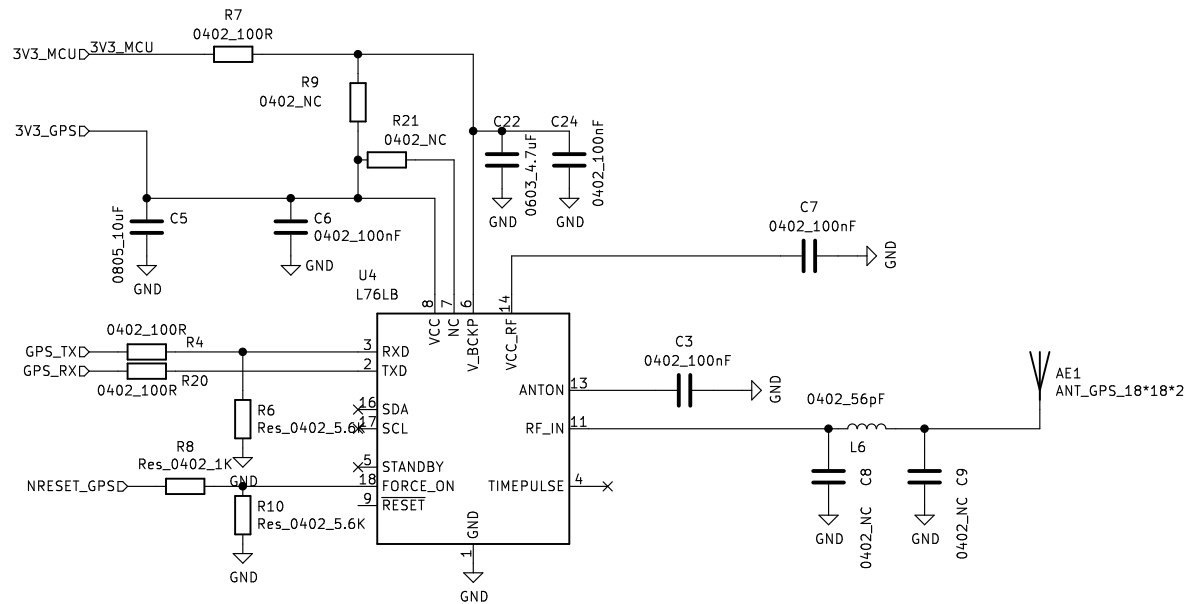 R7
0402_100R
3V3_MCU
3V3_MCU
R9
0402_NC
3V3_GPS
R21
0402_NC
C22
0603_4.7uF
GND
C24
0402_100nF
GND
C5
0805_10uF
GND
C6
0402_100nF
GND
C7
0402_100nF
GND
U4
L76LB
8
7
6
14
VCC
NC
V_BCKP
VCC_RF
0402_100R
GPS_TX
R4
3
RXD
GPS_RX
R20
2
TXD
0402_100R
C3
0402_100nF
GND
ANTON
13
AE1
ANT_GPS_18*18*2
0402_56pF
L6
16
SDA
17
SCL
RF_IN
11
R6
Res_0402_5.6K
GND
R8
Res_0402_1K
5
STANDBY
NRESET_GPS
18
FORCE_ON
TIMEPULSE
4
9
RESET
R10
Res_0402_5.6K
GND
C8
0402_NC
GND
C9
0402_NC
GND
GND
1
GND